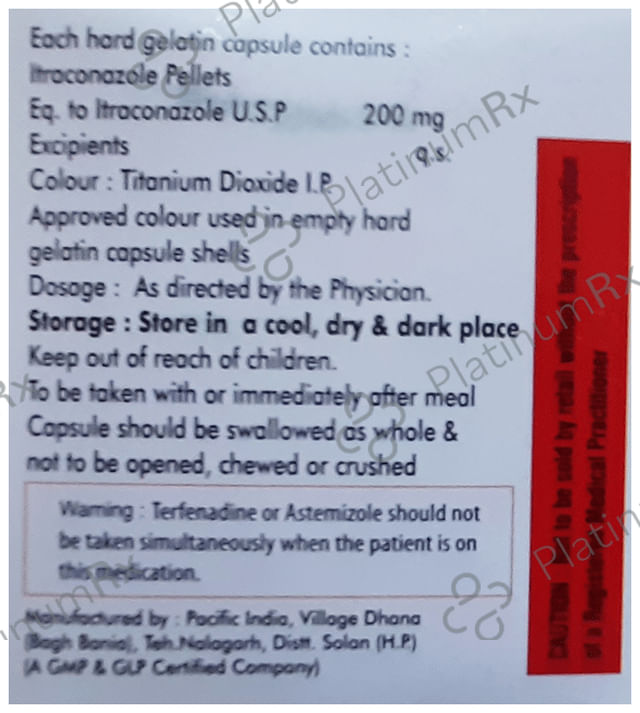 Each hard gelatin capsule contains :
Itraconazole Pellets
Eq. to Itraconazole U.S.P 200 mg
Excipients q.s.
Colour : Titanium Dioxide I.P.
Approved colour used in empty hard
gelatin capsule shells
Dosage : As directed by the Physician.
Storage : Store in a cool, dry & dark place
Keep out of reach of children.
To be taken with or immediately after meal
Capsule should be swallowed as whole &
not to be opened, chewed or crushed
Warning : Terfenadine or Astemizole should not
be taken simultaneously when the patient is on
this medication.
Manufactured by : Pacific India, Village Dhana
(Bagh Bania), Teh.Nalagarh, Distt. Solan (H.P.)
(A GMP & GLP Certified Company)
CAUTION to be sold by retail the prescription
of a Registered Medical Practitioner
PlatinumRx
PlatinumRx
PlatinumRx